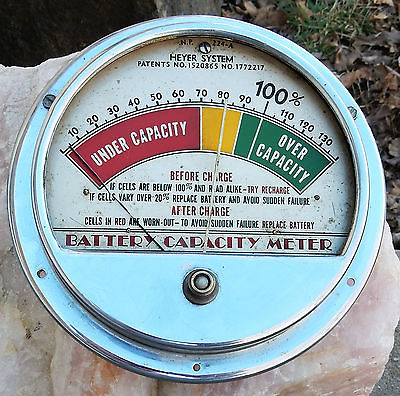 N.P. 224-A
HEYER SYSTEM
PATENTS NO.1520865 NO.1772217
100%
10 20 30 40 50 60 70 80 90 110 120 130
UNDER CAPACITY
OVER CAPACITY
BEFORE CHARGE
IF CELLS ARE BELOW 100% AND READ ALIKE-TRY RECHARGE
IF CELLS VARY OVER 20% REPLACE BATTERY AND AVOID SUDDEN FAILURE
AFTER CHARGE
CELLS IN RED ARE WORN-OUT-TO AVOID SUDDEN FAILURE REPLACE BATTERY
BATTERY CAPACITY METER